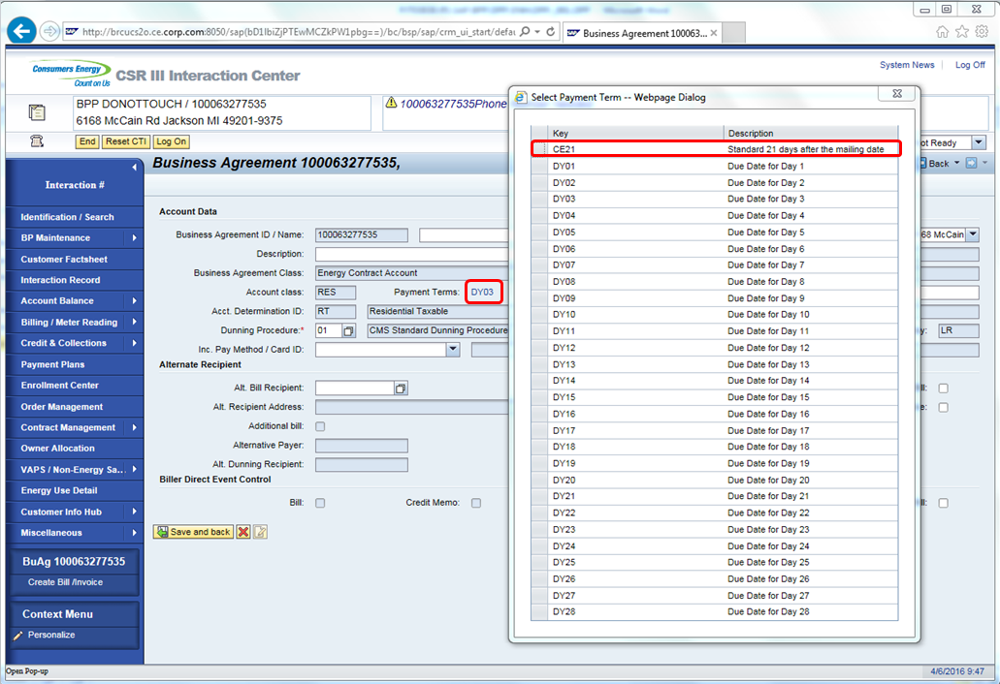 http://brcucs2o.ce.corp.com:8050/sap(bD1lbiZjPTEwMCZkPW1pbg==)/bc/bsp/sap/crm_ui_start/defau
Business Agreement 100063...
Consumers Energy
Count on Us
CSR III Interaction Center
System News
Log Off
BPP DONOTTOUCH / 100063277535
6168 McCain Rd Jackson MI 49201-9375
100063277535Phone
End
Reset CTI
Log On
ot Ready
Business Agreement 100063277535,
Back
Interaction #
Identification / Search
BP Maintenance
Customer Factsheet
Interaction Record
Account Balance
Billing / Meter Reading
Credit & Collections
Payment Plans
Enrollment Center
Order Management
Contract Management
Owner Allocation
VAPS / Non-Energy Sa...
Energy Use Detail
Customer Info Hub
Miscellaneous
BuAg 100063277535
Create Bill /Invoice
Context Menu
Personalize
Account Data
Business Agreement ID / Name: 100063277535
68 McCain
Description:
Business Agreement Class: Energy Contract Account
Account class: RES Payment Terms: DY03
Acct. Determination ID: RT Residential Taxable
Dunning Procedure:* 01 CMS Standard Dunning Procedure
y: LR
Inc. Pay Method / Card ID:
Alternate Recipient
Alt. Bill Recipient:
ll:
Alt. Recipient Address:
e:
Additional bill:
Alternative Payer:
Alt. Dunning Recipient:
Biller Direct Event Control
Bill: Credit Memo:
ll:
Save and back
Select Payment Term -- Webpage Dialog
Key Description
CE21 Standard 21 days after the mailing date
DY01 Due Date for Day 1
DY02 Due Date for Day 2
DY03 Due Date for Day 3
DY04 Due Date for Day 4
DY05 Due Date for Day 5
DY06 Due Date for Day 6
DY07 Due Date for Day 7
DY08 Due Date for Day 8
DY09 Due Date for Day 9
DY10 Due Date for Day 10
DY11 Due Date for Day 11
DY12 Due Date for Day 12
DY13 Due Date for Day 13
DY14 Due Date for Day 14
DY15 Due Date for Day 15
DY16 Due Date for Day 16
DY17 Due Date for Day 17
DY18 Due Date for Day 18
DY19 Due Date for Day 19
DY20 Due Date for Day 20
DY21 Due Date for Day 21
DY22 Due Date for Day 22
DY23 Due Date for Day 23
DY24 Due Date for Day 24
DY25 Due Date for Day 25
DY26 Due Date for Day 26
DY27 Due Date for Day 27
DY28 Due Date for Day 28
Open Pop-up
4/6/2016 9:47